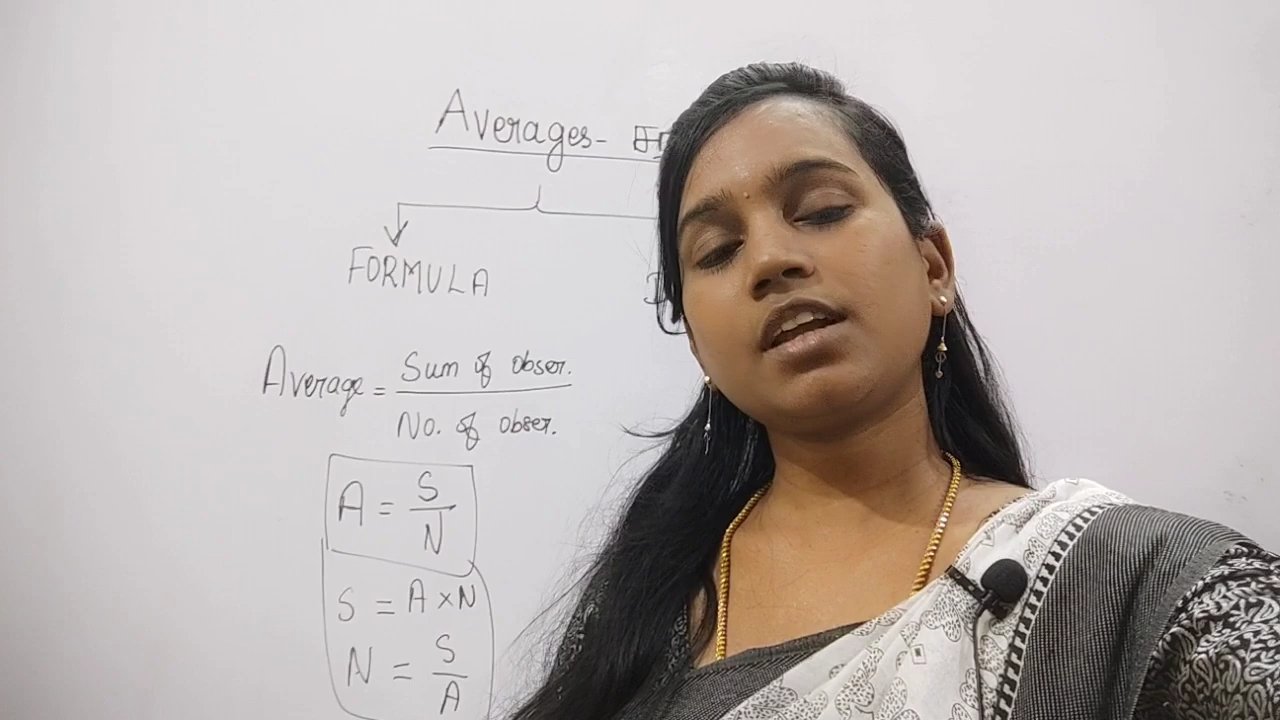 Averages-
FORMULA
Average = Sum of obser.
No. of obser.
A = S
N
S = A × N
N = S
A